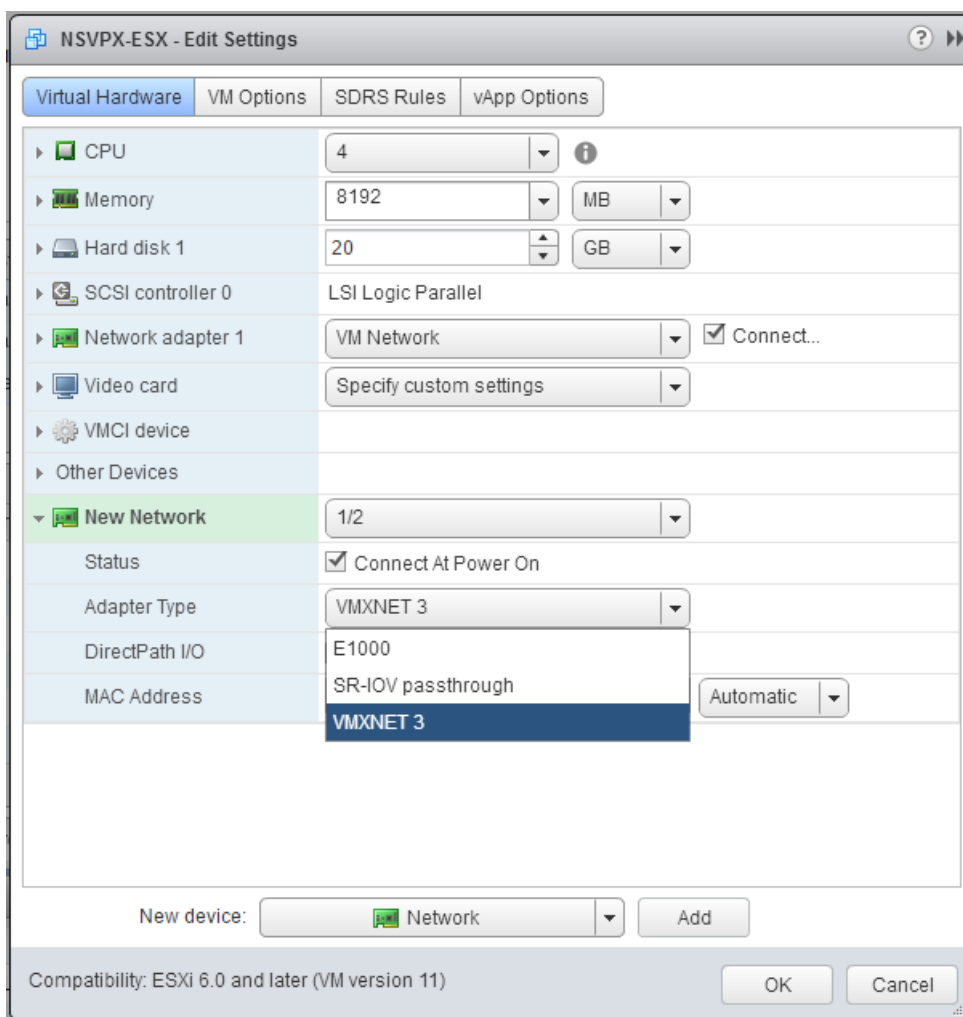 NSVPX-ESX - Edit Settings
Virtual Hardware VM Options SDRS Rules vApp Options
CPU 4
Memory 8192 MB
Hard disk 1 20 GB
SCSI controller 0 LSI Logic Parallel
Network adapter 1 VM Network Connect...
Video card Specify custom settings
VMCI device
Other Devices
New Network 1/2
Status Connect At Power On
Adapter Type VMXNET 3
DirectPath I/O E1000
SR-IOV passthrough
MAC Address Automatic
VMXNET 3
New device: Network Add
Compatibility: ESXi 6.0 and later (VM version 11) OK Cancel